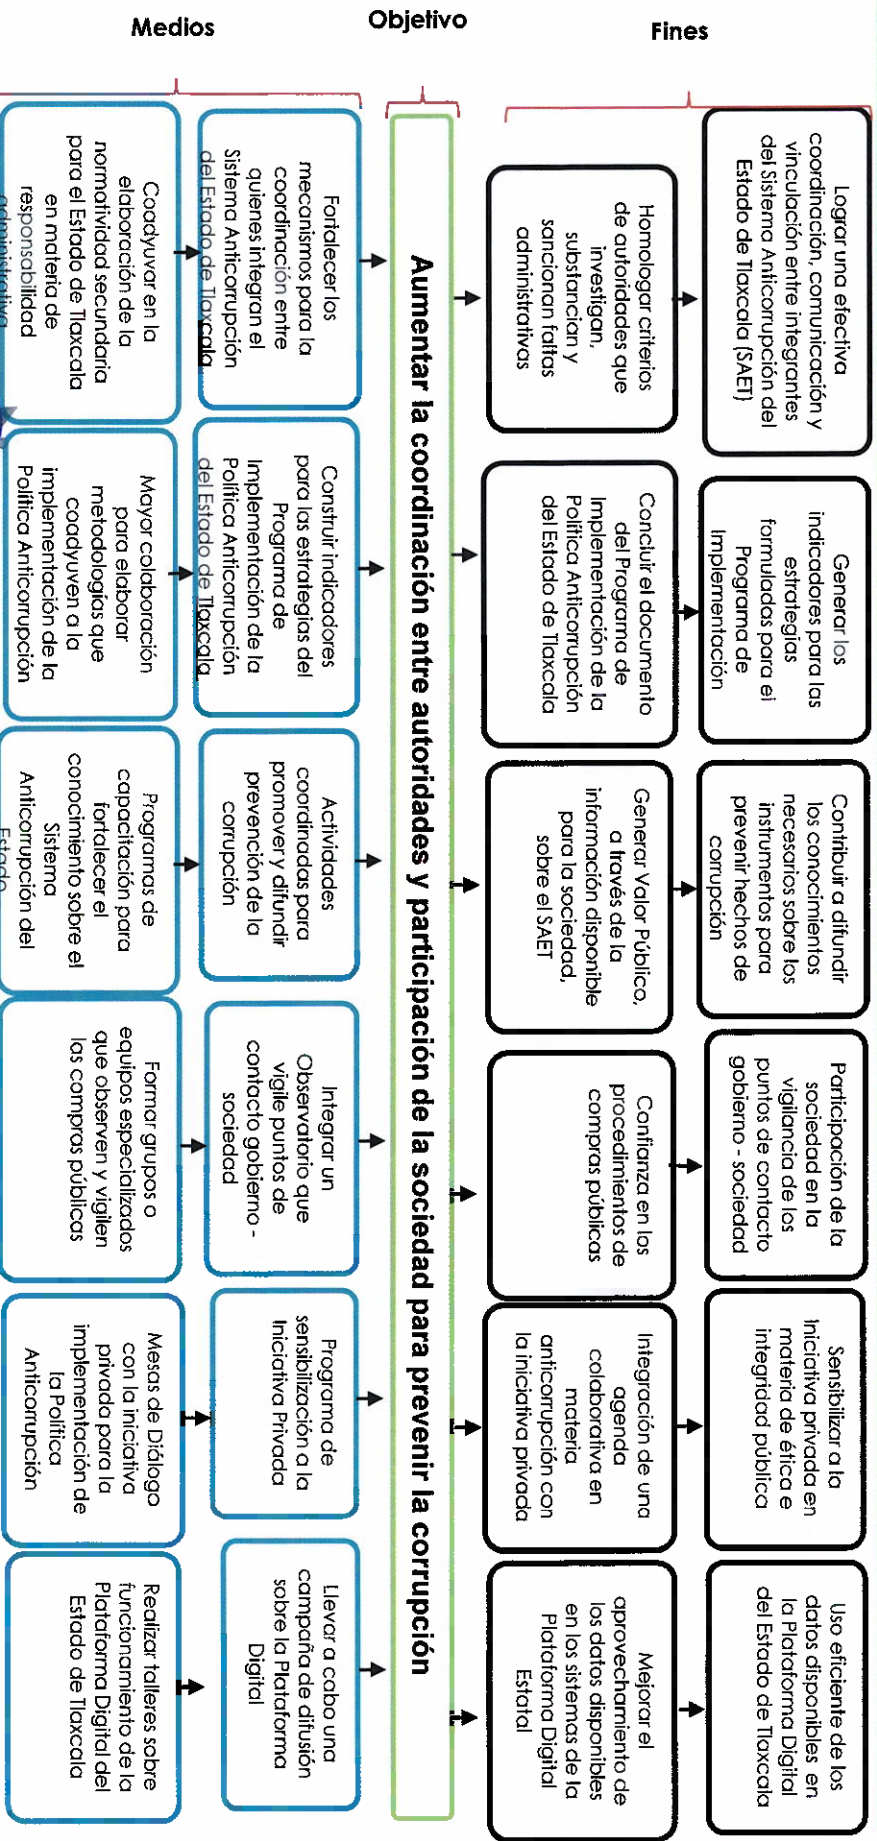 Fines
Lograr una efectiva
coordinación, comunicación y
vinculación entre integrantes
del Sistema Anticorrupción del
Estado de Tlaxcala (SAET)
Generar los
indicadores para las
estrategias
formuladas para el
Programa de
Implementación
Contribuir a difundir
los conocimientos
necesarios sobre los
instrumentos para
prevenir hechos de
corrupción
Participación de la
sociedad en la
vigilancia de los
puntos de contacto
gobierno - sociedad
Sensibilizar a la
Iniciativa privada en
materia de ética e
integridad pública
Uso eficiente de los
datos disponibles en
la Plataforma Digital
del Estado de Tlaxcala
Homologar criterios
de autoridades que
investigan,
substancian y
sancionan faltas
administrativas
Concluir el documento
del Programa de
Implementación de la
Política Anticorrupción
del Estado de Tlaxcala
Generar Valor Público,
a través de la
información disponible
para la sociedad,
sobre el SAET
Confianza en los
procedimientos de
compras públicas
Integración de una
agenda
colaborativa en
materia
anticorrupción con
la iniciativa privada
Mejorar el
aprovechamiento de
los datos disponibles
en los sistemas de la
Plataforma Digital
Estatal
Objetivo
Aumentar la coordinación entre autoridades y participación de la sociedad para prevenir la corrupción
Medios
Fortalecer los
mecanismos para la
coordinación entre
quienes integran el
Sistema Anticorrupción
del Estado de Tlaxcala
Construir indicadores
para las estrategias del
Programa de
Implementación de la
Política Anticorrupción
del Estado de Tlaxcala
Actividades
coordinadas para
promover y difundir
prevención de la
corrupción
Integrar un
Observatorio que
vigile puntos de
contacto gobierno -
sociedad
Programa de
sensibilización a la
Iniciativa Privada
Llevar a cabo una
campaña de difusión
sobre la Plataforma
Digital
Coadyuvar en la
elaboración de la
normatividad secundaria
para el Estado de Tlaxcala
en materia de
responsabilidad
administrativa
Mayor colaboración
para elaborar
metodologías que
coadyuven a la
implementación de la
Política Anticorrupción
Programas de
capacitación para
fortalecer el
conocimiento sobre el
Sistema
Anticorrupción del
Estado
Formar grupos o
equipos especializados
que observen y vigilen
las compras públicas
Mesas de Diálogo
con la iniciativa
privada para la
implementación de
la Política
Anticorrupción
Realizar talleres sobre
funcionamiento de la
Plataforma Digital del
Estado de Tlaxcala